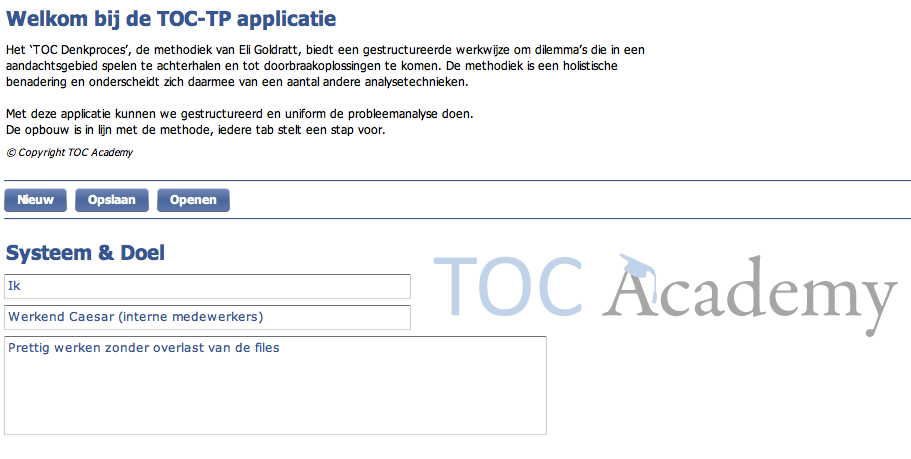 Welkom bij de TOC-TP applicatie
Het ‘TOC Denkproces’, de methodiek van Eli Goldratt, biedt een gestructureerde werkwijze om dilemma’s die in een
aandachtsgebied spelen te achterhalen en tot doorbraakoplossingen te komen. De methodiek is een holistische
benadering en onderscheidt zich daarmee van een aantal andere analysetechnieken.
Met deze applicatie kunnen we gestructureerd en uniform de probleemanalyse doen.
De opbouw is in lijn met de methode, iedere tab stelt een stap voor.
© Copyright TOC Academy
Nieuw Opslaan Openen
Systeem & Doel
TOC Academy
Ik
Werkend Caesar (interne medewerkers)
Prettig werken zonder overlast van de files